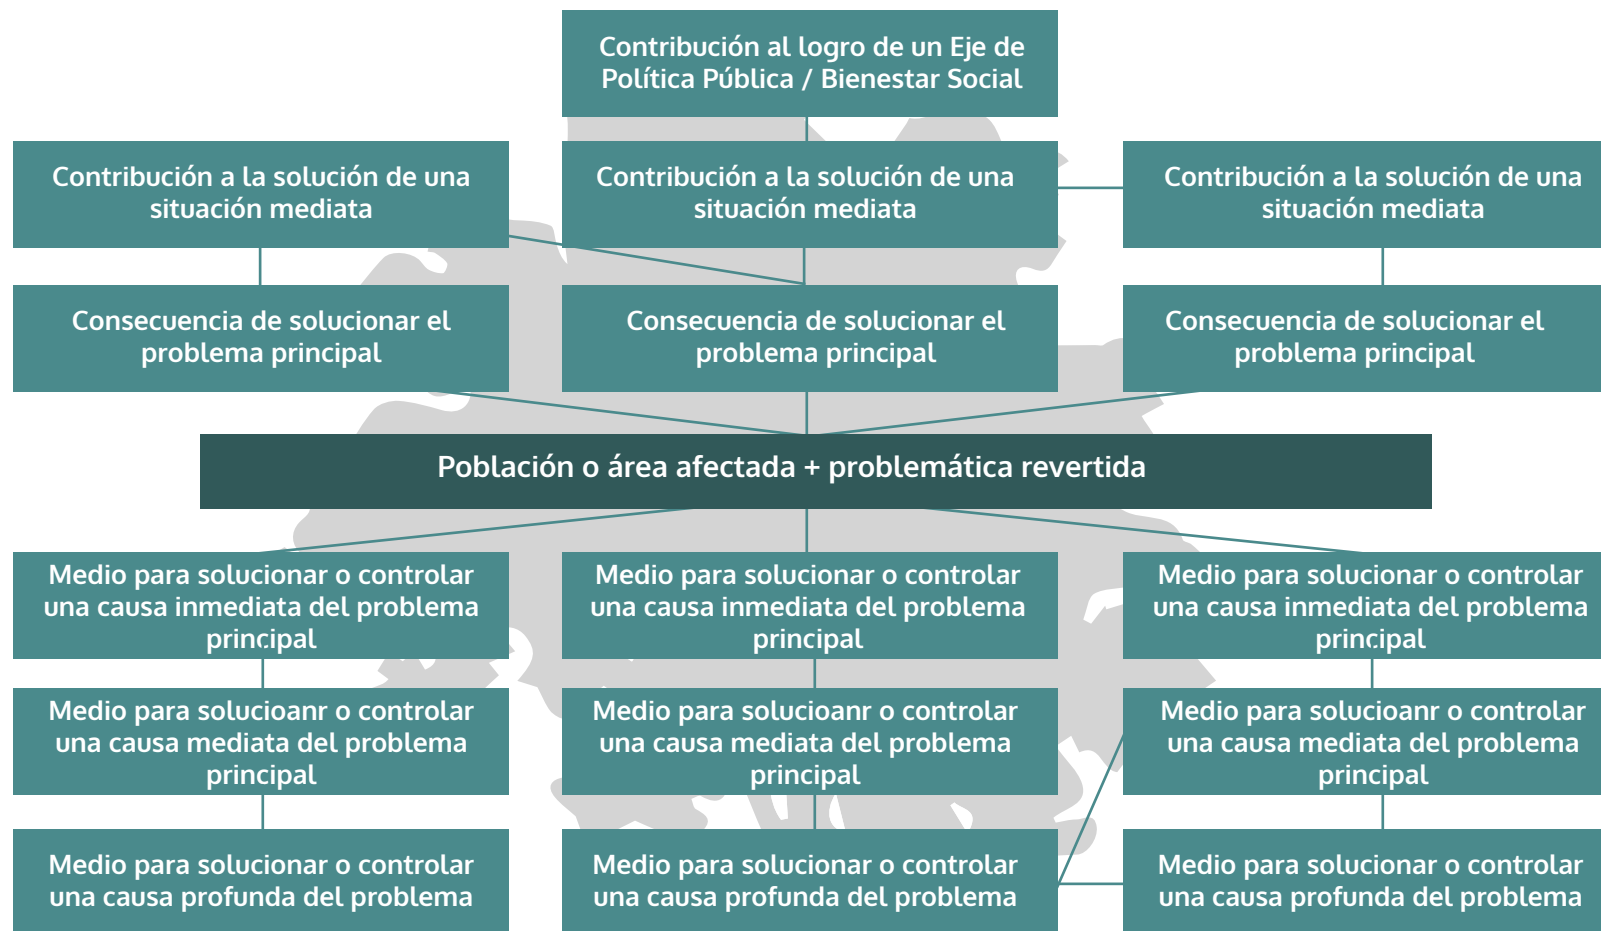 Contribución al logro de un Eje de
Política Pública / Bienestar Social
Contribución a la solución de una
situación mediata
Contribución a la solución de una
situación mediata
Contribución a la solución de una
situación mediata
Consecuencia de solucionar el
problema principal
Consecuencia de solucionar el
problema principal
Consecuencia de solucionar el
problema principal
Población o área afectada + problemática revertida
Medio para solucionar o controlar
una causa inmediata del problema
principal
Medio para solucionar o controlar
una causa inmediata del problema
principal
Medio para solucionar o controlar
una causa inmediata del problema
principal
Medio para solucioanr o controlar
una causa mediata del problema
principal
Medio para solucioanr o controlar
una causa mediata del problema
principal
Medio para solucioanr o controlar
una causa mediata del problema
principal
Medio para solucionar o controlar
una causa profunda del problema
Medio para solucionar o controlar
una causa profunda del problema
Medio para solucionar o controlar
una causa profunda del problema